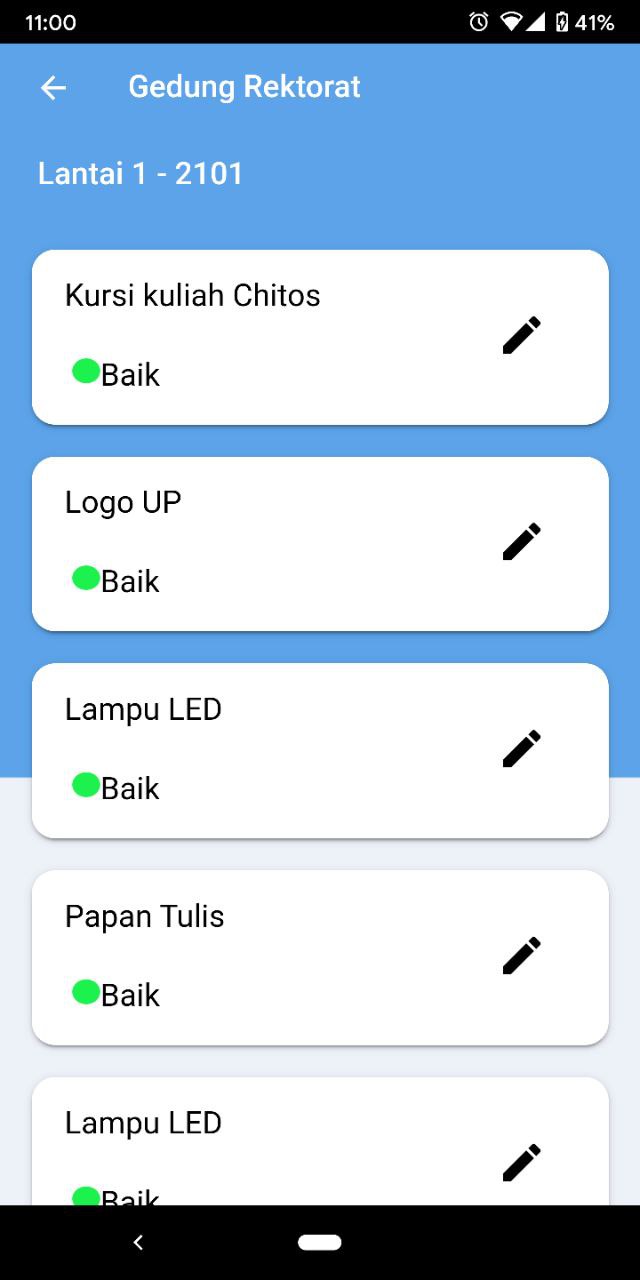 11:00
41%
Gedung Rektorat
Lantai 1 - 2101
Kursi kuliah Chitos
Baik
Logo UP
Baik
Lampu LED
Baik
Papan Tulis
Baik
Lampu LED
Baik